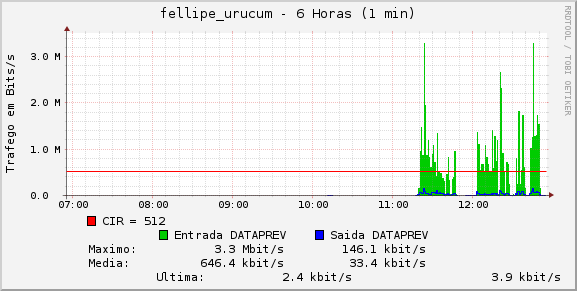 fellipe_urucum - 6 Horas (1 min)
RRDTOOL / TOBI OETIKER
Trafego em Bits/s
3.0 M
2.0 M
1.0 M
0.0
07:00 08:00 09:00 10:00 11:00 12:00
CIR = 512
Entrada DATAPREV Saida DATAPREV
Maximo: 3.3 Mbit/s 146.1 kbit/s
Media: 646.4 kbit/s 33.4 kbit/s
Ultima: 2.4 kbit/s 3.9 kbit/s